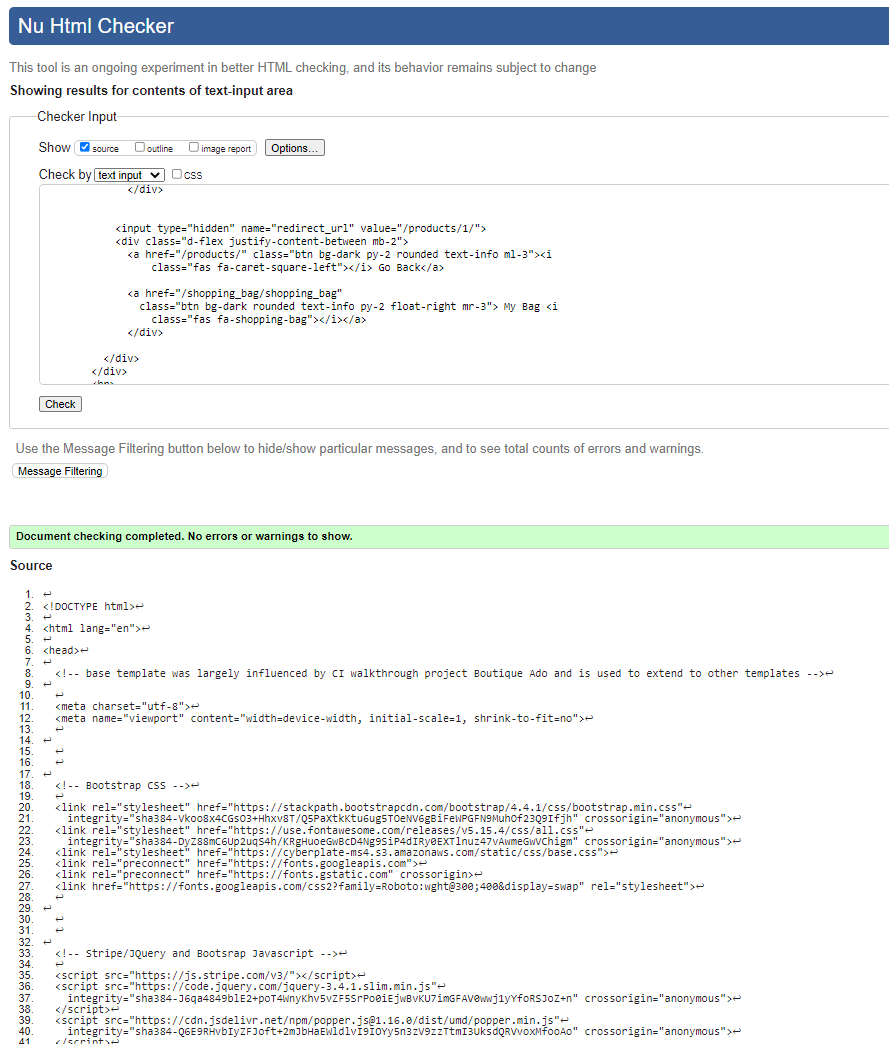 Nu Html Checker
This tool is an ongoing experiment in better HTML checking, and its behavior remains subject to change
Showing results for contents of text-input area
Checker Input
Show source outline image report Options...
Check by text input css
</div>
<input type="hidden" name="redirect_url" value="/products/1/">
<div class="d-flex justify-content-between mb-2">
<a href="/products/" class="btn bg-dark py-2 rounded text-info ml-3"><i
class="fas fa-caret-square-left"></i> Go Back</a>
<a href="/shopping_bag/shopping_bag"
class="btn bg-dark rounded text-info py-2 float-right mr-3"> My Bag <i
class="fas fa-shopping-bag"></i></a>
</div>
</div>
</div>
Check
Use the Message Filtering button below to hide/show particular messages, and to see total counts of errors and warnings.
Message Filtering
Document checking completed. No errors or warnings to show.
Source
1. ↩
2. <!DOCTYPE html>↩
3. ↩
4. <html lang="en">↩
5. ↩
6. <head>↩
7. ↩
8. <!-- base template was largely influenced by CI walkthrough project Boutique Ado and is used to extend to other templates -->↩
9. ↩
10. ↩
11. <meta charset="utf-8">↩
12. <meta name="viewport" content="width=device-width, initial-scale=1, shrink-to-fit=no">↩
13. ↩
14. ↩
15. ↩
16. ↩
17. ↩
18. <!-- Bootstrap CSS -->↩
19. ↩
20. <link rel="stylesheet" href="https://stackpath.bootstrapcdn.com/bootstrap/4.4.1/css/bootstrap.min.css"↩
21. integrity="sha384-Vkoo8x4CGsO3+Hhxv8T/Q5PaXtkKtu6ug5TOeNV6gBiFeWPGFN9MuhOf23Q9Ifjh" crossorigin="anonymous">↩
22. <link rel="stylesheet" href="https://use.fontawesome.com/releases/v5.15.4/css/all.css"↩
23. integrity="sha384-DyZ88mC6Up2uqS4h/KRgHuoeGwBcD4Ng9SiP4dIRy0EXTlnuz47vAwmeGwVChigm" crossorigin="anonymous">↩
24. <link rel="stylesheet" href="https://cyberplate-ms4.s3.amazonaws.com/static/css/base.css">↩
25. <link rel="preconnect" href="https://fonts.googleapis.com">↩
26. <link rel="preconnect" href="https://fonts.gstatic.com" crossorigin>↩
27. <link href="https://fonts.googleapis.com/css2?family=Roboto:wght@300;400&display=swap" rel="stylesheet">↩
28. ↩
29. ↩
30. ↩
31. ↩
32. ↩
33. <!-- Stripe/JQuery and Bootsrap Javascript -->↩
34. ↩
35. <script src="https://js.stripe.com/v3/"></script>↩
36. <script src="https://code.jquery.com/jquery-3.4.1.slim.min.js"↩
37. integrity="sha384-J6qa4849blE2+poT4WnyKhv5vZF5SrPo0iEjwBvKU7imGFAV0wwj1yYfoRSJoZ+n" crossorigin="anonymous">↩
38. </script>↩
39. <script src="https://cdn.jsdelivr.net/npm/popper.js@1.16.0/dist/umd/popper.min.js"↩
40. integrity="sha384-Q6E9RHvbIyZFJoft+2mJbHaEWldlvI9IOYy5n3zV9zzTtmI3UksdQRVvoxMfooAo" crossorigin="anonymous">↩
41. </script>↩